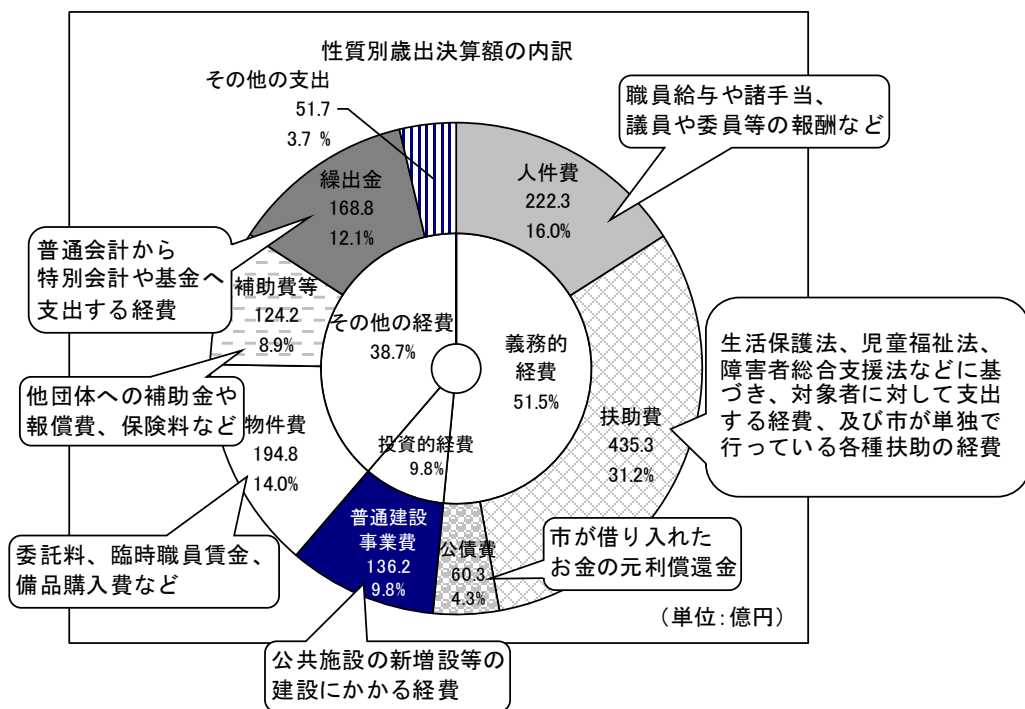 性質別歳出決算額の内訳
その他の支出
51.7
3.7 %
職員給与や諸手当、
議員や委員等の報酬など
人件費
222.3
16.0%
繰出金
168.8
12.1%
普通会計から
特別会計や基金へ
支出する経費
補助費等
124.2
8.9%
その他の経費
38.7%
義務的
経費
51.5%
生活保護法、児童福祉法、
障害者総合支援法などに基
づき、対象者に対して支出
する経費、及び市が単独で
行っている各種扶助の経費
扶助費
435.3
31.2%
他団体への補助金や
報償費、保険料など
物件費
194.8
14.0%
投資的経費
9.8%
普通建設
事業費
136.2
9.8%
公債費
60.3
4.3%
市が借り入れた
お金の元利償還金
委託料、臨時職員賃金、
備品購入費など
（単位：億円）
公共施設の新増設等の
建設にかかる経費